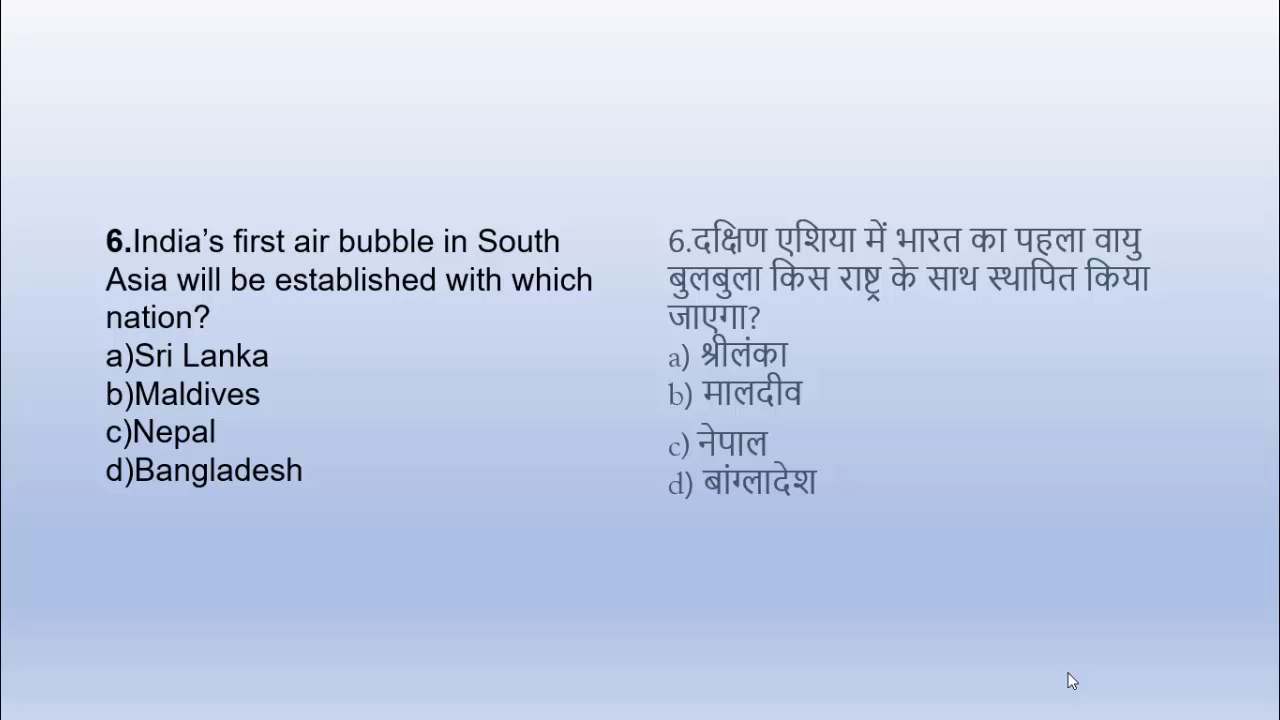 6.India’s first air bubble in South
Asia will be established with which
nation?
a)Sri Lanka
b)Maldives
c)Nepal
d)Bangladesh
6.दक्षिण एशिया में भारत का पहला वायु
बुलबुला किस राष्ट्र के साथ स्थापित किया
जाएगा?
a) श्रीलंका
b) मालदीव
c) नेपाल
d) बांग्लादेश